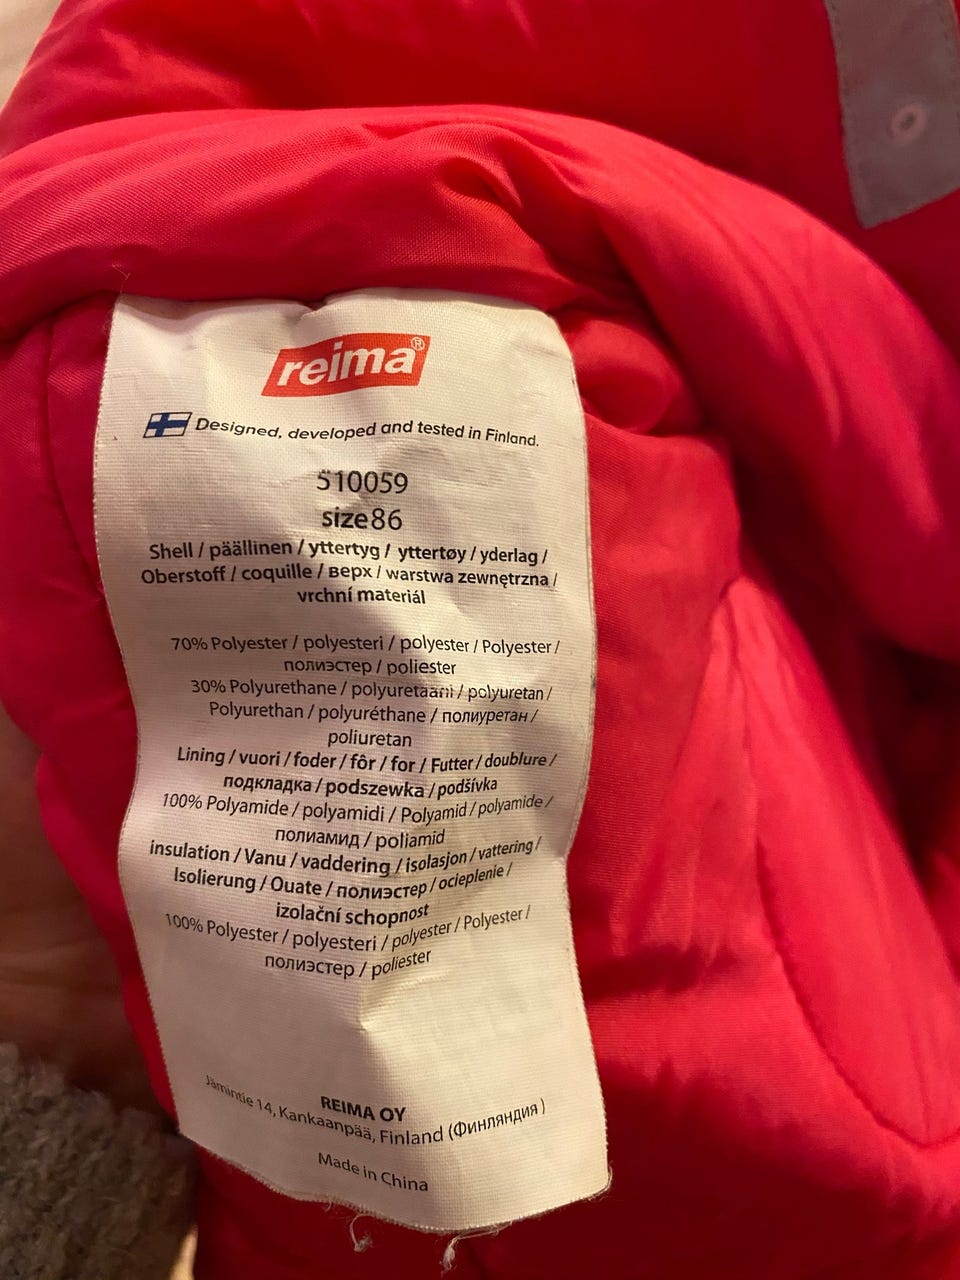 reima®
Designed, developed and tested in Finland.
510059
size86
Shell / päällinen / yttertyg / yttertøy / yderlag /
Oberstoff / coquille / верх / warstwa zewnętrzna /
vrchní materiál
70% Polyester / polyesteri / polyester / Polyester /
полиэстер / poliester
30% Polyurethane / polyuretaani / polyuretan /
Polyurethan / polyuréthane / полиуретан /
poliuretan
Lining / vuori / foder / fôr / for / Futter / doublure /
подкладка / podszewka / podšívka
100% Polyamide / polyamidi / Polyamid / polyamide /
полиамид / poliamid
insulation / Vanu / vaddering / isolasjon / vattering /
Isolierung / Ouate / полиэстер / ocieplenie /
izolační schopnost
100% Polyester / polyesteri / polyester / Polyester /
полиэстер / poliester
REIMA OY
Jämintie 14, Kankaanpää, Finland (Финляндия )
Made in China